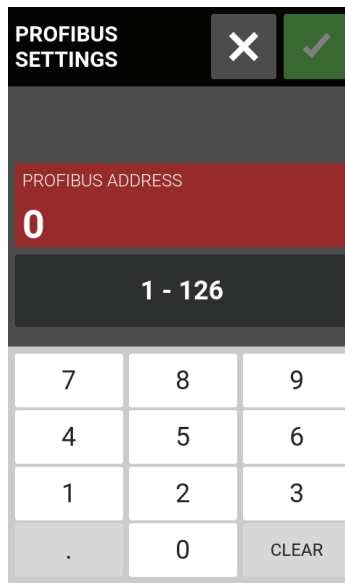 PROFIBUS
SETTINGS
PROFIBUS ADDRESS
0
1 - 126
7 8 9
4 5 6
1 2 3
. 0 CLEAR